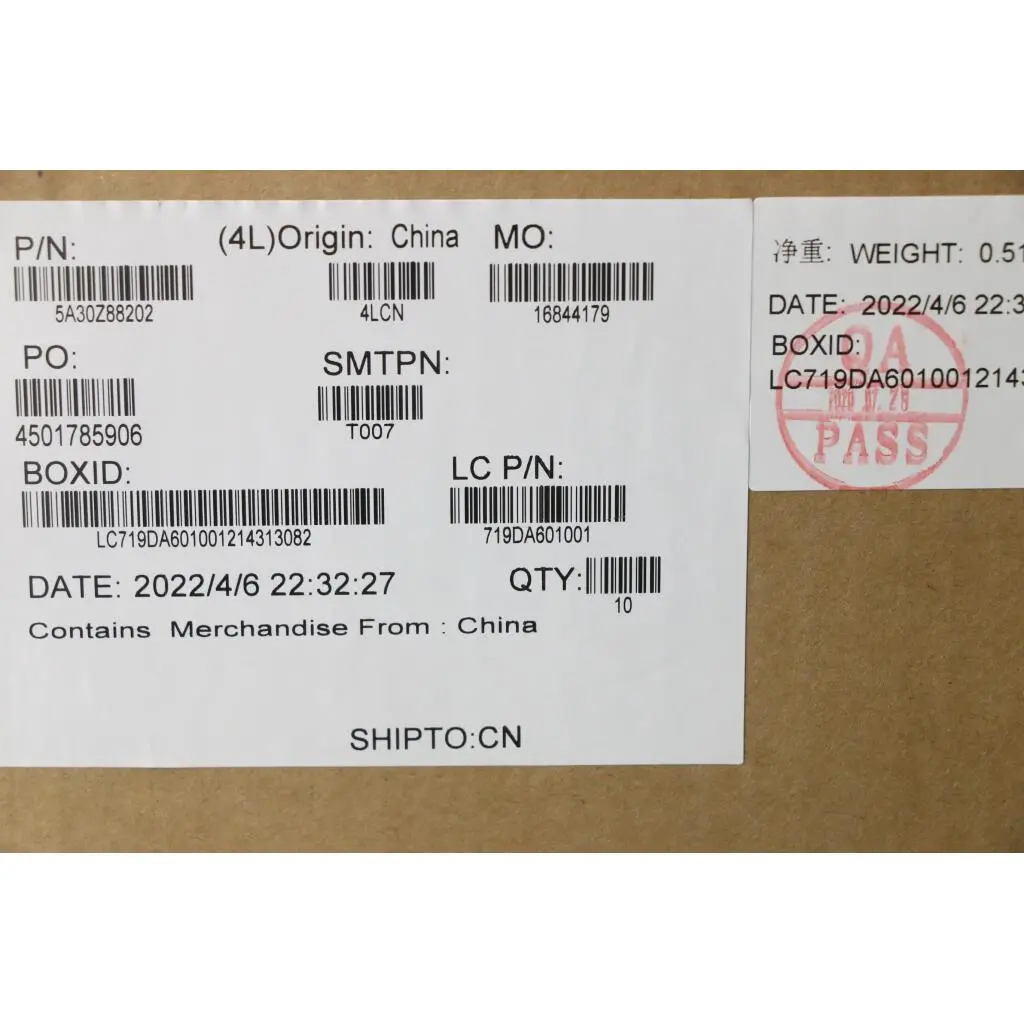 P/N:
(4L)Origin: China
MO:
5A30Z88202
4LCN
16844179
PO:
SMTPN:
4501785906
T007
BOXID:
LC P/N:
LC719DA601001214313082
719DA601001
DATE: 2022/4/6 22:32:27
QTY:
10
Contains Merchandise From : China
SHIPTO:CN
净重: WEIGHT: 0.51
DATE: 2022/4/6 22:3
BOXID:
LC719DA6010012143
QA
PASS